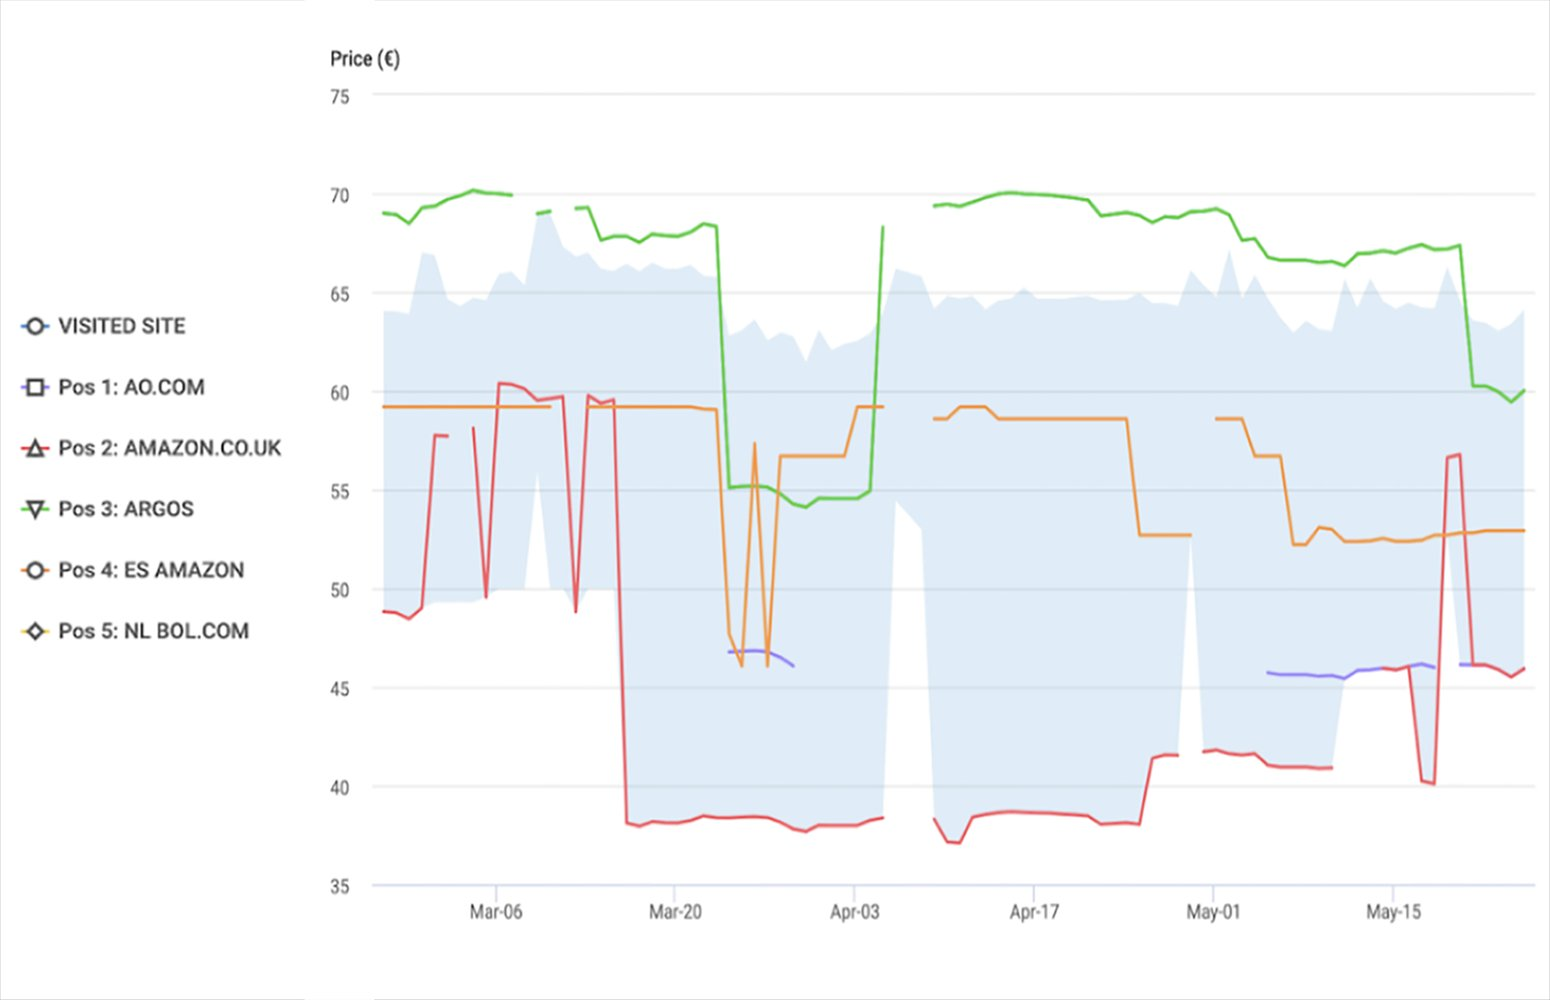 Price (€)
75
70
65
60
55
50
45
40
35
VISITED SITE
Pos 1: AO.COM
Pos 2: AMAZON.CO.UK
Pos 3: ARGOS
Pos 4: ES AMAZON
Pos 5: NL BOL.COM
Mar-06 Mar-20 Apr-03 Apr-17 May-01 May-15